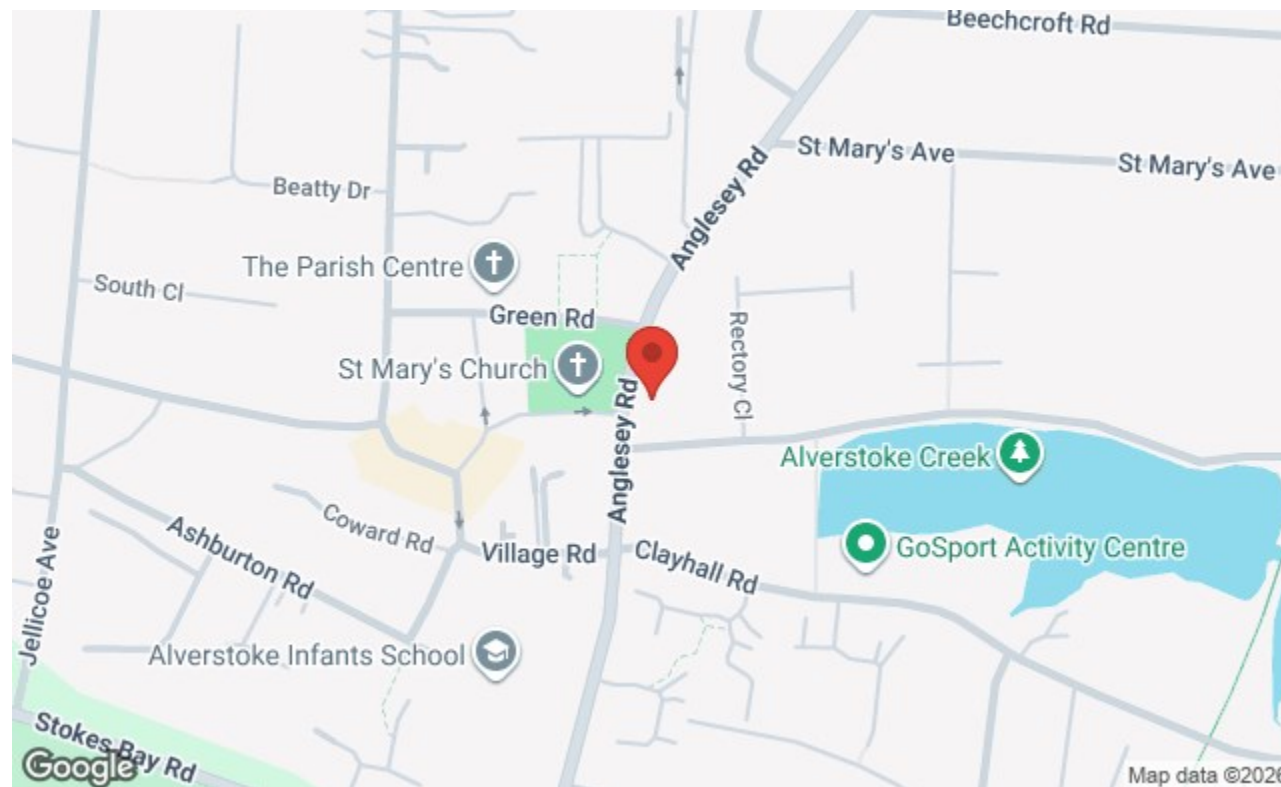 Beechcroft Rd
St Mary's Ave
St Mary's Ave
Anglesey Rd
Beatty Dr
The Parish Centre
South Cl
Green Rd
Rectory Cl
St Mary's Church
Anglesey Rd
Alverstoke Creek
Coward Rd
Ashburton Rd
Village Rd
Clayhall Rd
GoSport Activity Centre
Jellicoe Ave
Alverstoke Infants School
Stokes Bay Rd
Google
Map data ©2026